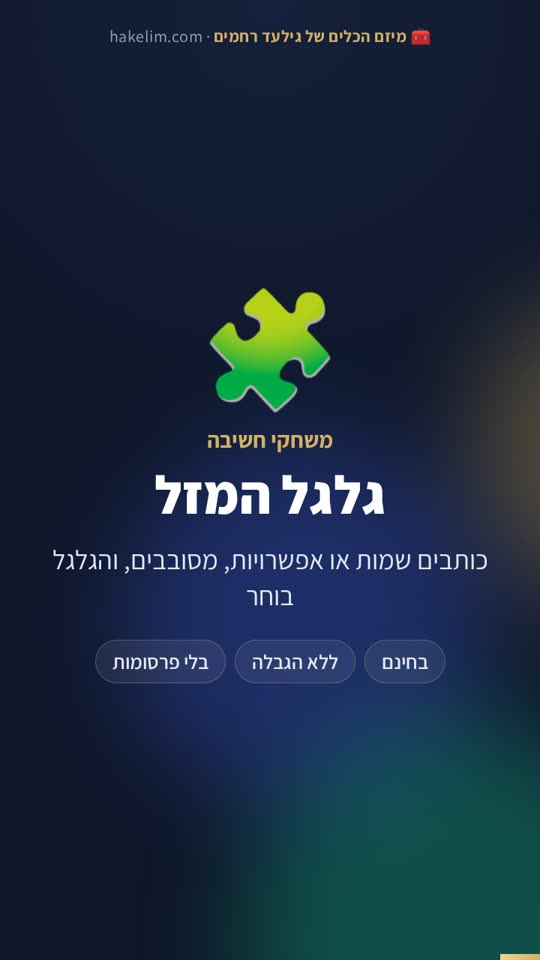 🧰 מיזם הכלים של גילעד רחמים · hakelim.com
משחקי חשיבה
גלגל המזל
כותבים שמות או אפשרויות, מסובבים, והגלגל
בוחר
בחינם
ללא הגבלה
בלי פרסומות